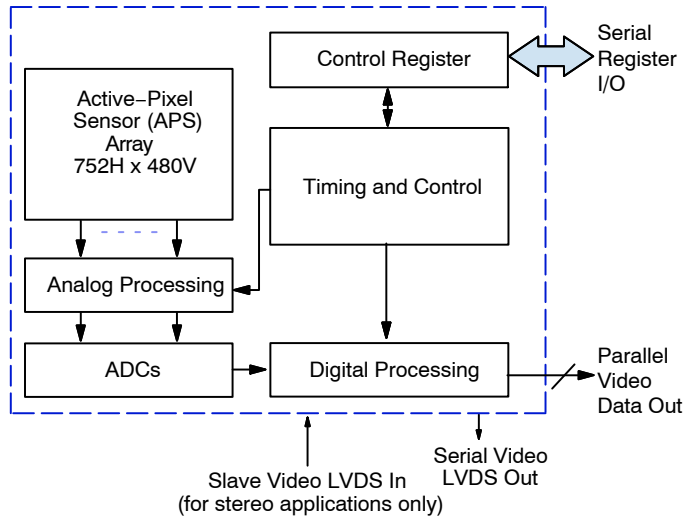 Control Register
Serial
Register
I/O
Active−Pixel
Sensor (APS)
Array
752H x 480V
Timing and Control
Analog Processing
ADCs
Digital Processing
Parallel
Video
Data Out
Serial Video
LVDS Out
Slave Video LVDS In
(for stereo applications only)